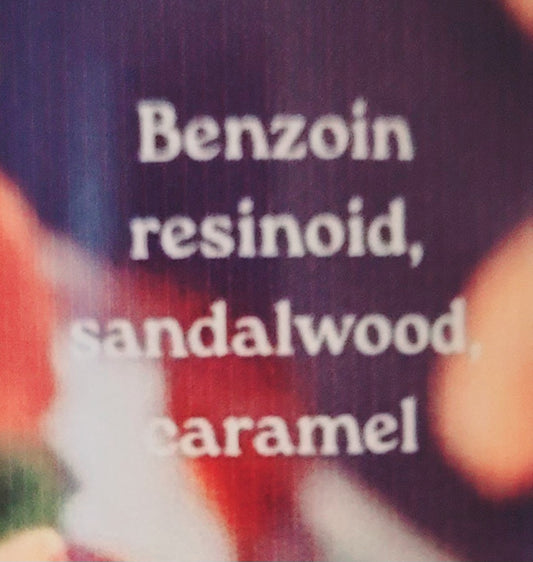 Benzoin
resinoid,
sandalwood,
caramel